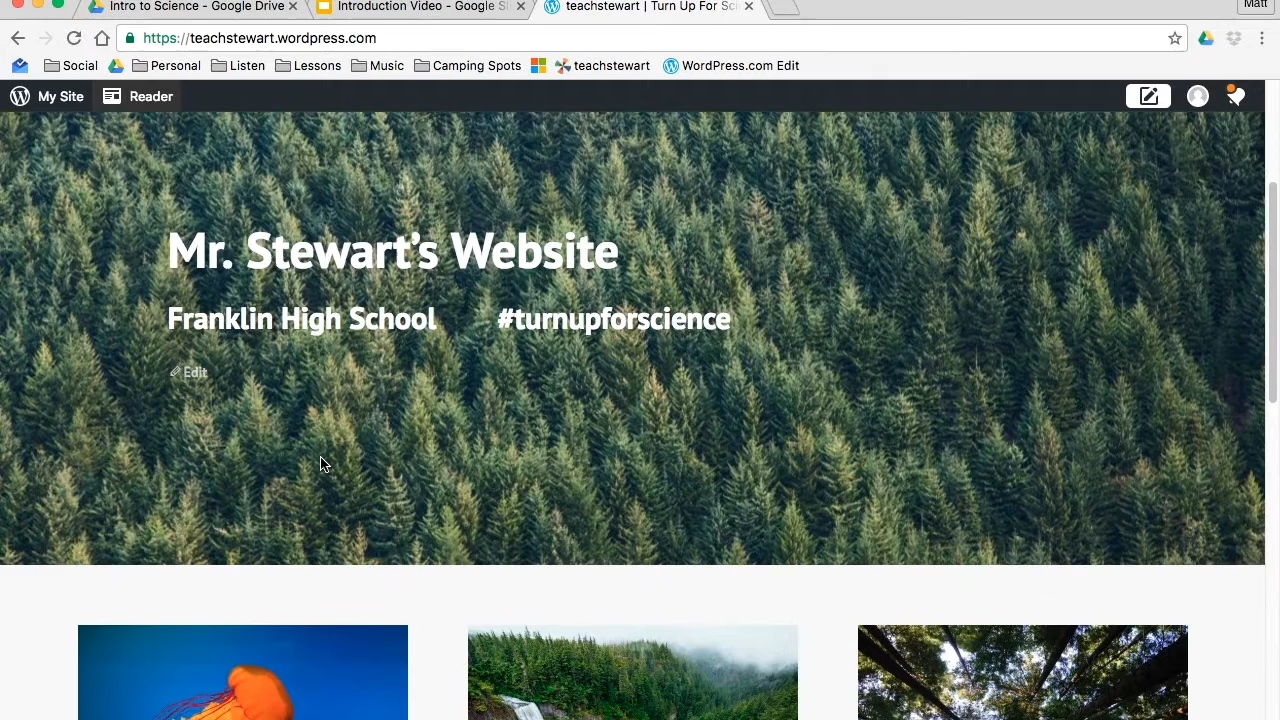 Intro to Science - Google Drive
Introduction Video - Google Sl
teachstewart | Turn Up For Sci
Matt
https://teachstewart.wordpress.com
Social Personal Listen Lessons Music Camping Spots teachstewart WordPress.com Edit
My Site Reader
Mr. Stewart's Website
Franklin High School #turnupforscience
Edit